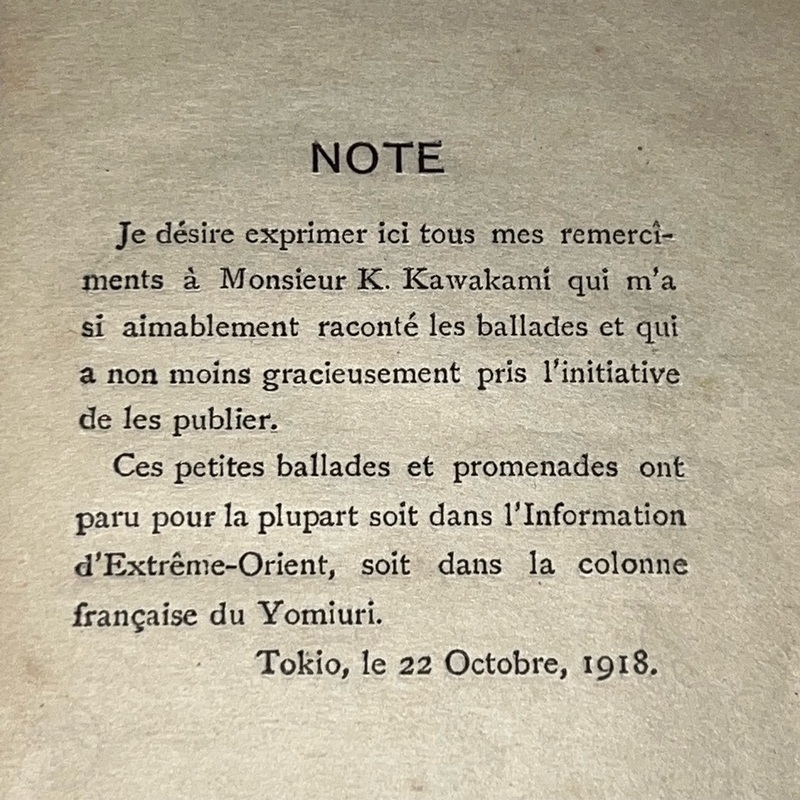 NOTE
Je désire exprimer ici tous mes remercî-
ments à Monsieur K. Kawakami qui m'a
si aimablement raconté les ballades et qui
a non moins gracieusement pris l'initiative
de les publier.
Ces petites ballades et promenades ont
paru pour la plupart soit dans l'Information
d'Extrême-Orient, soit dans la colonne
française du Yomiuri.
Tokio, le 22 Octobre, 1918.